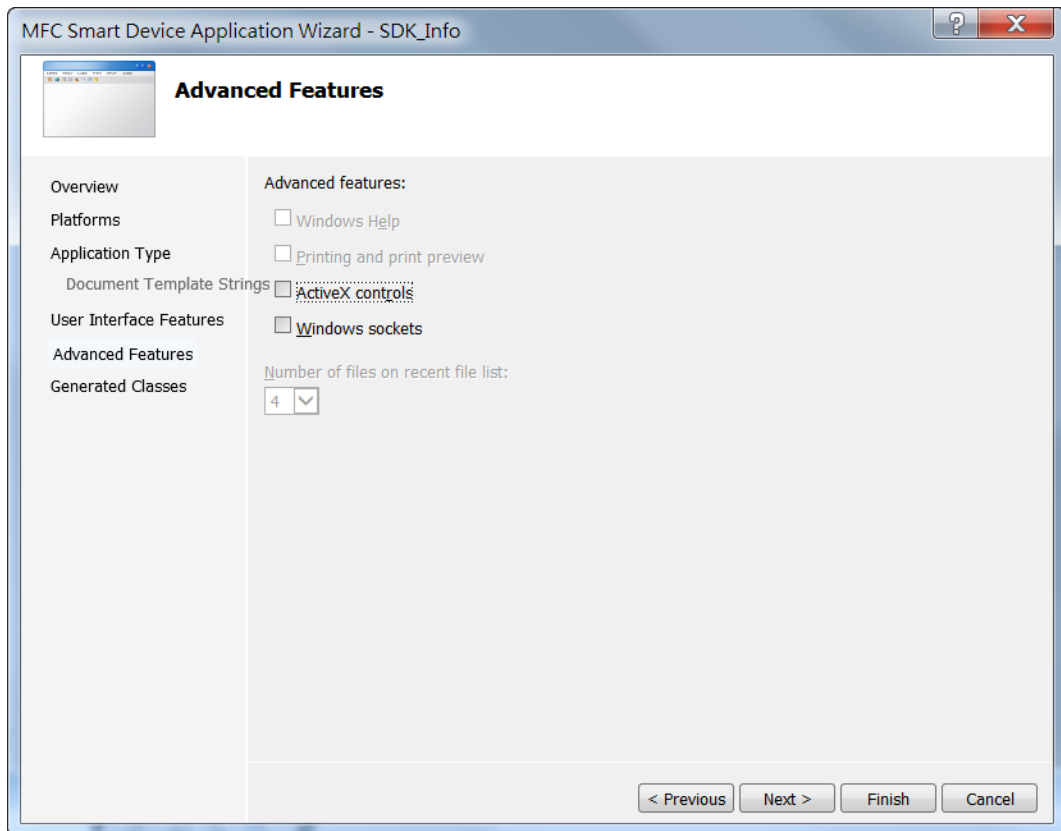 MFC Smart Device Application Wizard - SDK_Info
Advanced Features
Overview
Platforms
Application Type
Document Template Strings
User Interface Features
Advanced Features
Generated Classes
Advanced features:
Windows Help
Printing and print preview
ActiveX controls
Windows sockets
Number of files on recent file list:
4
< Previous
Next >
Finish
Cancel